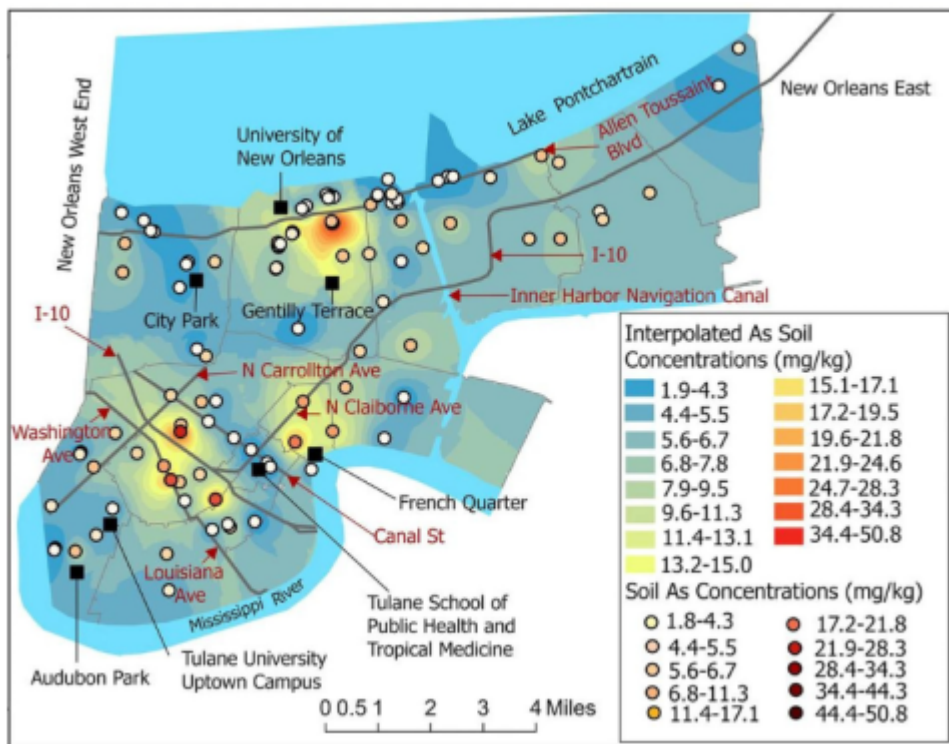 New Orleans West End
Lake Pontchartrain
New Orleans East
Allen Toussaint
Blvd
University of
New Orleans
I-10
Inner Harbor Navigation Canal
City Park
Gentilly Terrace
I-10
N Carrollton Ave
N Claiborne Ave
Washington
Ave
French Quarter
Canal St
Louisiana
Ave
Mississippi River
Tulane School of
Public Health and
Tropical Medicine
Tulane University
Uptown Campus
Audubon Park
0 0.5 1 2 3 4 Miles
Interpolated As Soil
Concentrations (mg/kg)
1.9-4.3
4.4-5.5
5.6-6.7
6.8-7.8
7.9-9.5
9.6-11.3
11.4-13.1
13.2-15.0
15.1-17.1
17.2-19.5
19.6-21.8
21.9-24.6
24.7-28.3
28.4-34.3
34.4-50.8
Soil As Concentrations (mg/kg)
1.8-4.3
4.4-5.5
5.6-6.7
6.8-11.3
11.4-17.1
17.2-21.8
21.9-28.3
28.4-34.3
34.4-44.3
44.4-50.8